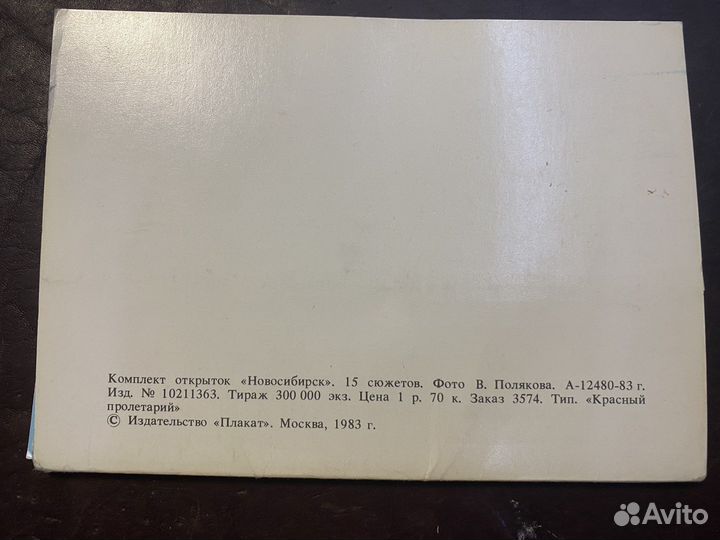 Комплект открыток «Новосибирск». 15 сюжетов. Фото В. Полякова. А-12480-83 г.
Изд. № 10211363. Тираж 300 000 экз. Цена 1 р. 70 к. Заказ 3574. Тип. «Красный
пролетарий»
© Издательство «Плакат». Москва, 1983 г.
Avito